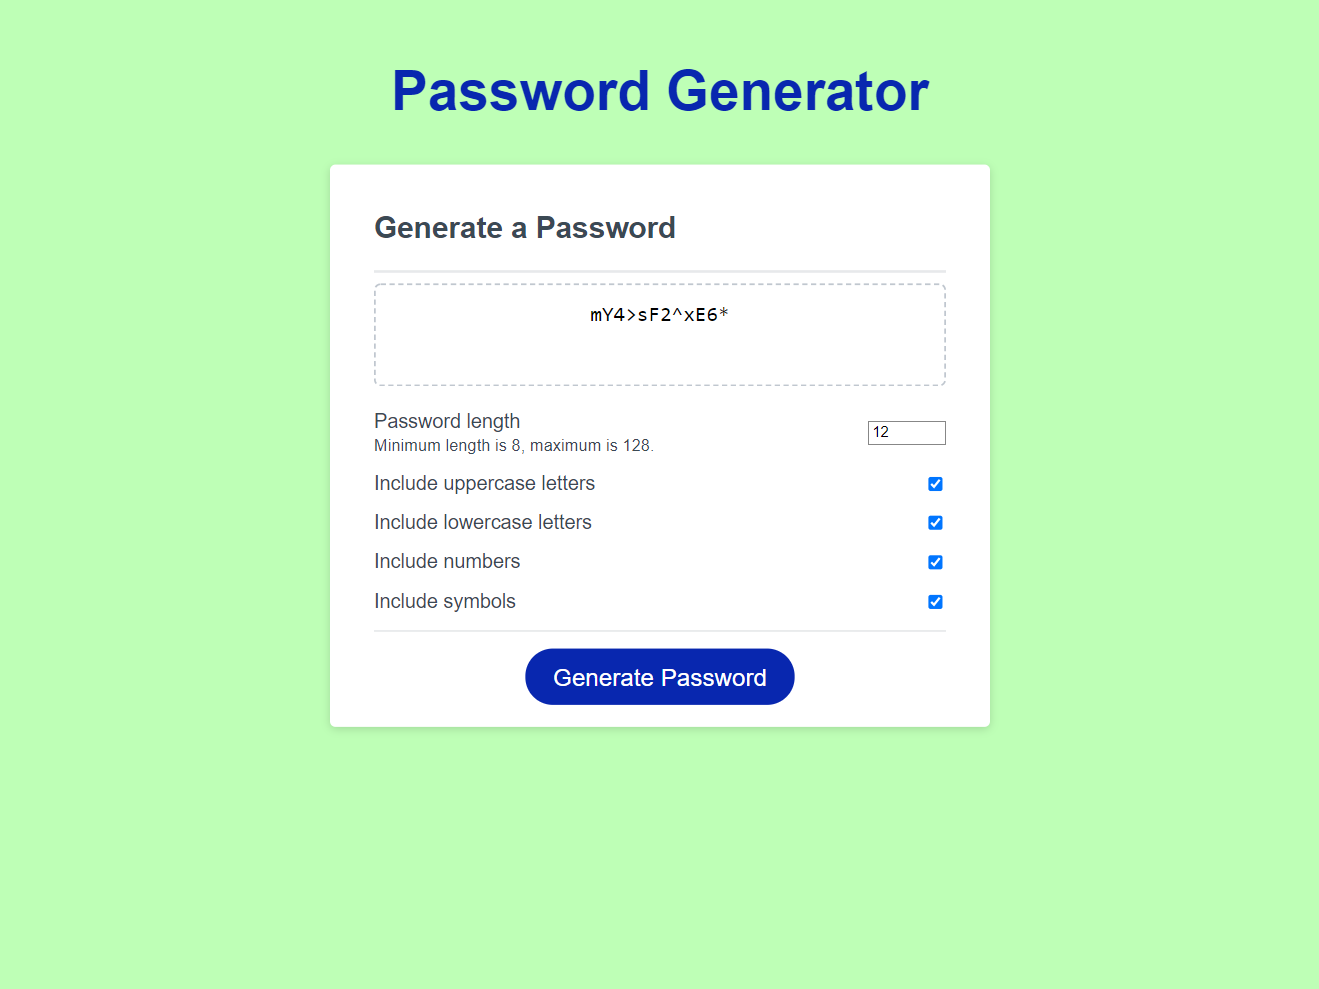 Password Generator
Generate a Password
mY4>sF2^xE6*
Password length
Minimum length is 8, maximum is 128.
12
Include uppercase letters
Include lowercase letters
Include numbers
Include symbols
Generate Password